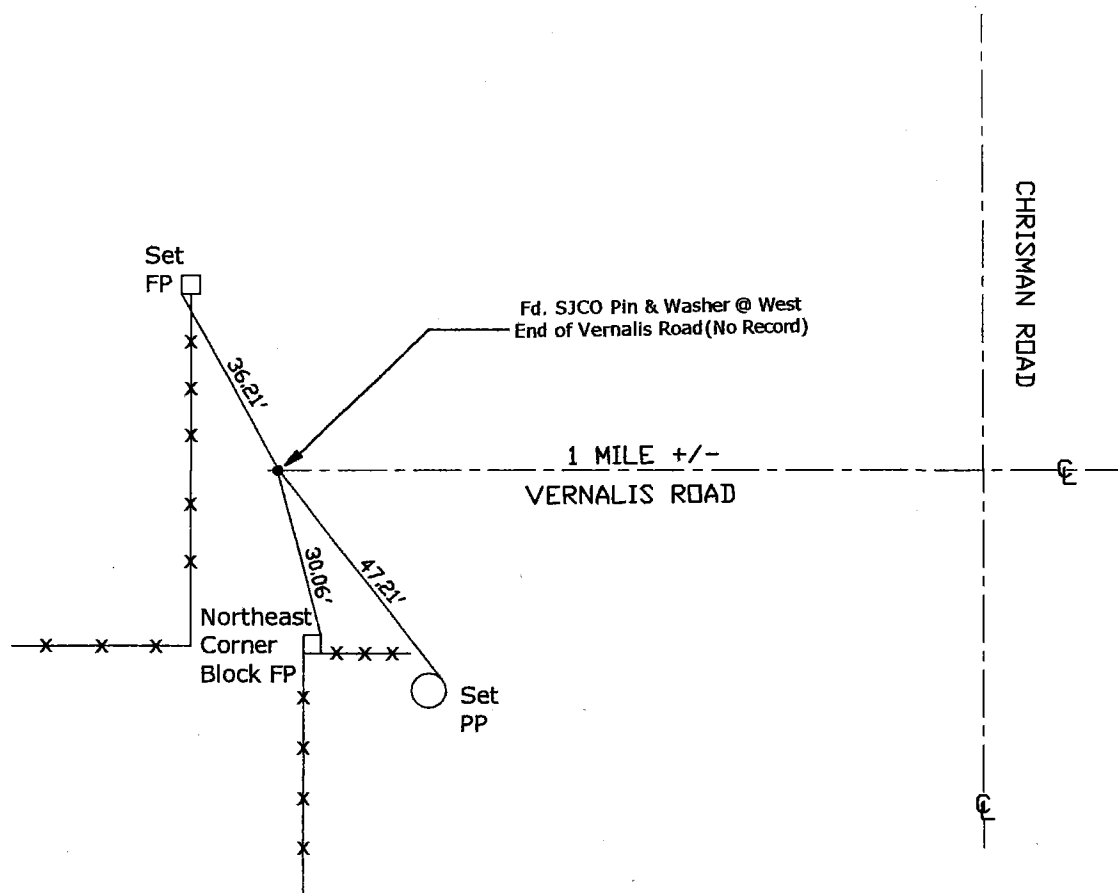 CHRISMAN ROAD
Set
FP
Fd. SJCO Pin & Washer @ West
End of Vernalis Road(No Record)
36.21'
1 MILE +/-
VERNALIS ROAD
℄
30.06'
47.21'
Northeast
Corner
Block FP
Set
PP
℄